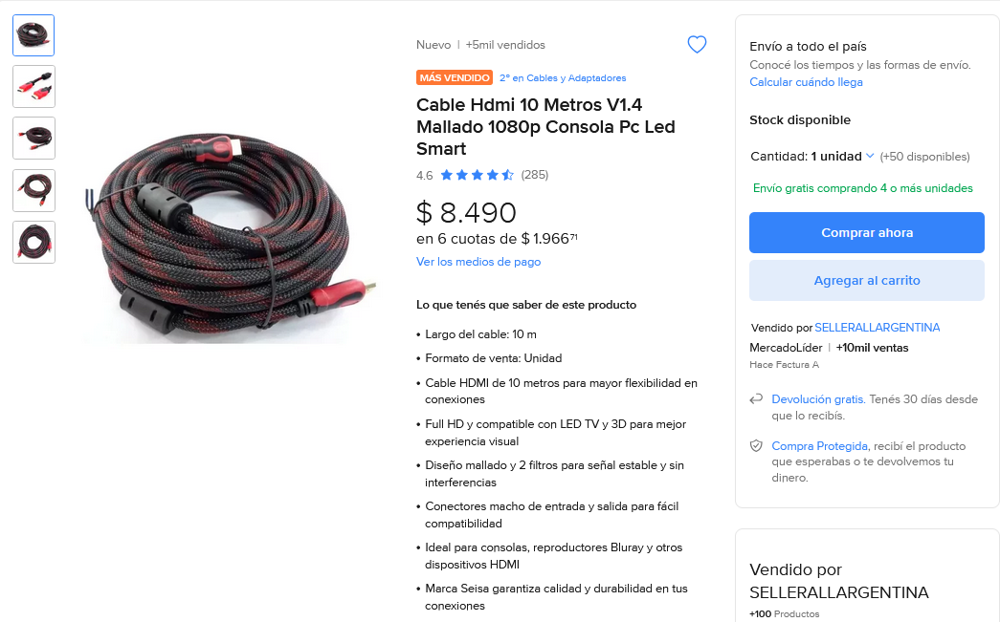 Nuevo | +5mil vendidos
MÁS VENDIDO 2º en Cables y Adaptadores
Cable Hdmi 10 Metros V1.4
Mallado 1080p Consola Pc Led
Smart
4.6 (285)
$ 8.490
en 6 cuotas de $ 1.966⁷¹
Ver los medios de pago
Lo que tenés que saber de este producto
• Largo del cable: 10 m
• Formato de venta: Unidad
• Cable HDMI de 10 metros para mayor flexibilidad en
conexiones
• Full HD y compatible con LED TV y 3D para mejor
experiencia visual
• Diseño mallado y 2 filtros para señal estable y sin
interferencias
• Conectores macho de entrada y salida para fácil
compatibilidad
• Ideal para consolas, reproductores Bluray y otros
dispositivos HDMI
• Marca Seisa garantiza calidad y durabilidad en tus
conexiones
Envío a todo el país
Conocé los tiempos y las formas de envío.
Calcular cuándo llega
Stock disponible
Cantidad: 1 unidad (+50 disponibles)
Envío gratis comprando 4 o más unidades
Comprar ahora
Agregar al carrito
Vendido por SELLERALLARGENTINA
MercadoLíder | +10mil ventas
Hace Factura A
Devolución gratis. Tenés 30 días desde
que lo recibís.
Compra Protegida, recibí el producto
que esperabas o te devolvemos tu
dinero.
Vendido por
SELLERALLARGENTINA
+100 Productos